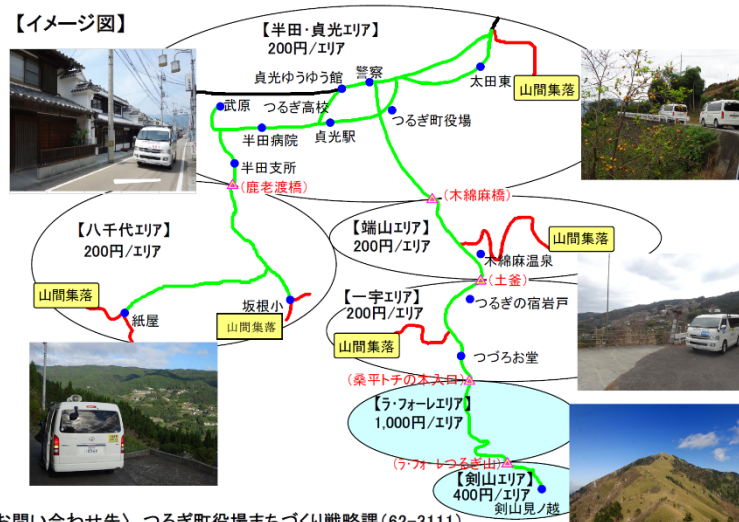 【イメージ図】
【半田・貞光エリア】
200円/エリア
貞光ゆうゆう館
警察
太田東
山間集落
武原
つるぎ高校
つるぎ町役場
半田病院
貞光駅
半田支所
(鹿老渡橋)
(木綿麻橋)
【八千代エリア】
200円/エリア
【端山エリア】
200円/エリア
山間集落
木綿麻温泉
(土釜)
山間集落
坂根小
紙屋
山間集落
【一宇エリア】
200円/エリア
つるぎの宿岩戸
山間集落
つづろお堂
(桑平トチの木入口)
【ラ・フォーレエリア】
1,000円/エリア
(ラ・フォーレつるぎ山)
【剣山エリア】
400円/エリア
剣山見ノ越
お問い合わせ先） つるぎ町役場まちづくり戦略課(62-3111)